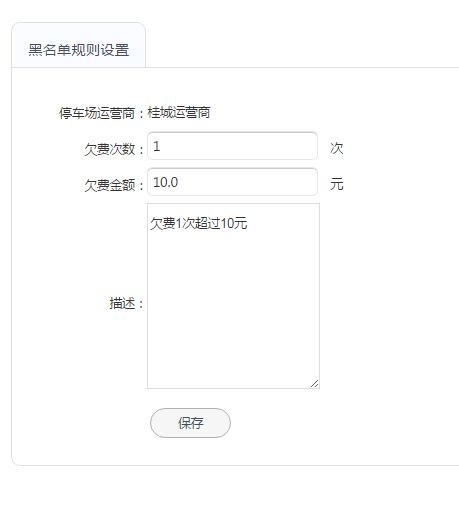 黑名单规则设置
停车场运营商：桂城运营商
欠费次数：1 次
欠费金额：10.0 元
欠费1次超过10元
描述：
保存